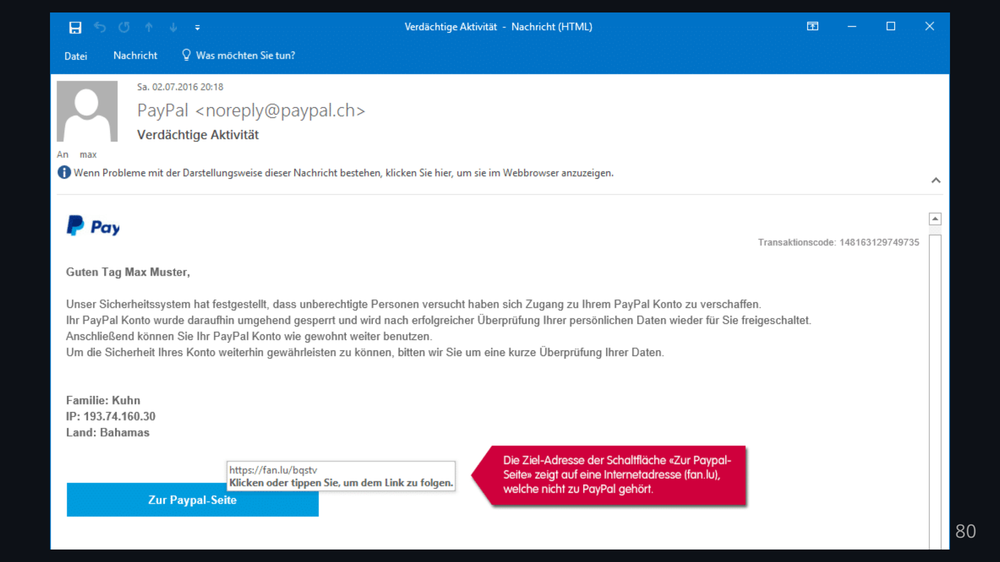 Verdächtige Aktivität - Nachricht (HTML)
Datei Nachricht Was möchten Sie tun?
Sa. 02.07.2016 20:18
PayPal <noreply@paypal.ch>
Verdächtige Aktivität
An max
Wenn Probleme mit der Darstellungsweise dieser Nachricht bestehen, klicken Sie hier, um sie im Webbrowser anzuzeigen.
Pay
Transaktionscode: 148163129749735
Guten Tag Max Muster,
Unser Sicherheitssystem hat festgestellt, dass unberechtigte Personen versucht haben sich Zugang zu Ihrem PayPal Konto zu verschaffen.
Ihr PayPal Konto wurde daraufhin umgehend gesperrt und wird nach erfolgreicher Überprüfung Ihrer persönlichen Daten wieder für Sie freigeschaltet.
Anschließend können Sie Ihr PayPal Konto wie gewohnt weiter benutzen.
Um die Sicherheit Ihres Konto weiterhin gewährleisten zu können, bitten wir Sie um eine kurze Überprüfung Ihrer Daten.
Familie: Kuhn
IP: 193.74.160.30
Land: Bahamas
https://fan.lu/bqstv
Klicken oder tippen Sie, um dem Link zu folgen.
Zur Paypal-Seite
Die Ziel-Adresse der Schaltfläche «Zur Paypal-
Seite» zeigt auf eine Internetadresse (fan.lu),
welche nicht zu PayPal gehört.
80